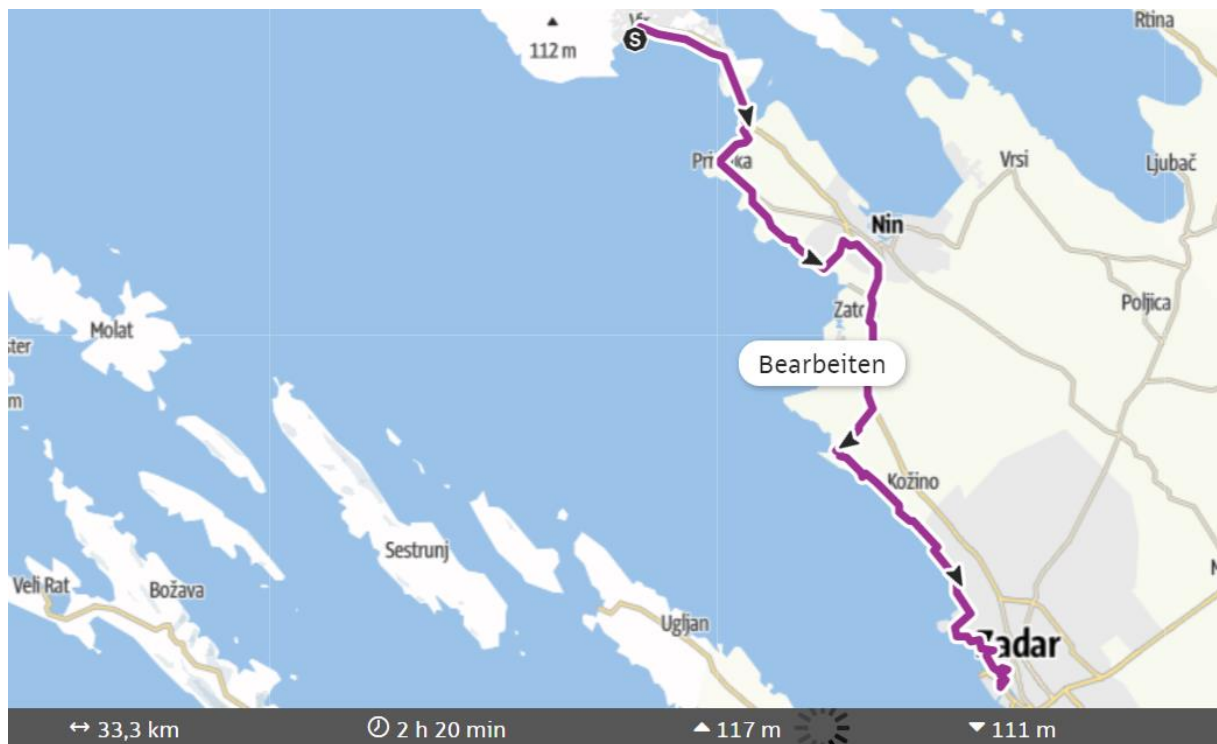 Rtina
112 m
S
Vrsi
Ljubač
Nin
Poljica
Molat
Bearbeiten
Kožino
Sestrunj
Veli Rat
Božava
Ugljan
Zadar
33,3 km
2 h 20 min
117 m
111 m